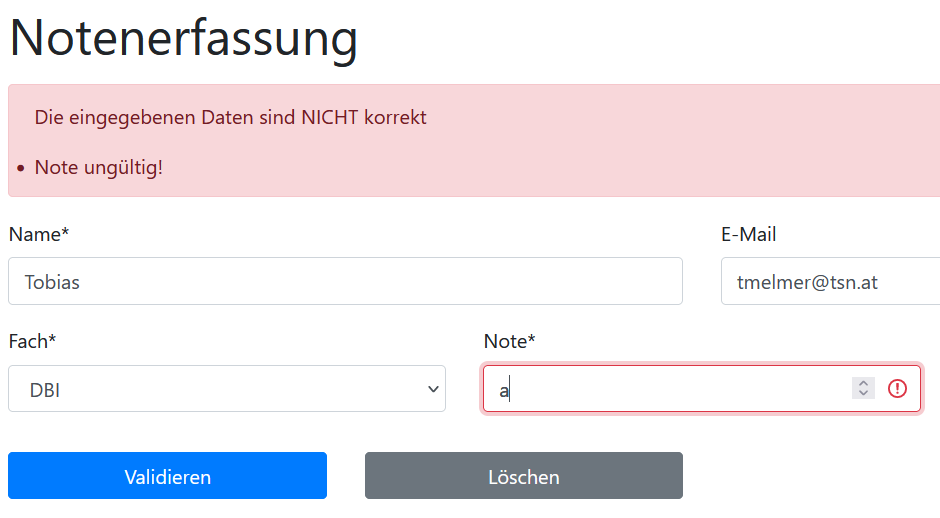 Notenerfassung
Die eingegebenen Daten sind NICHT korrekt
• Note ungültig!
Name* E-Mail
Tobias tmelmer@tsn.at
Fach* Note*
DBI a
Validieren Löschen